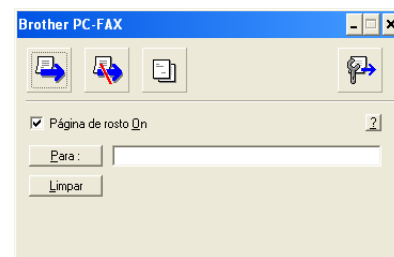 Brother PC-FAX
Página de rosto On
?
Para :
Limpar